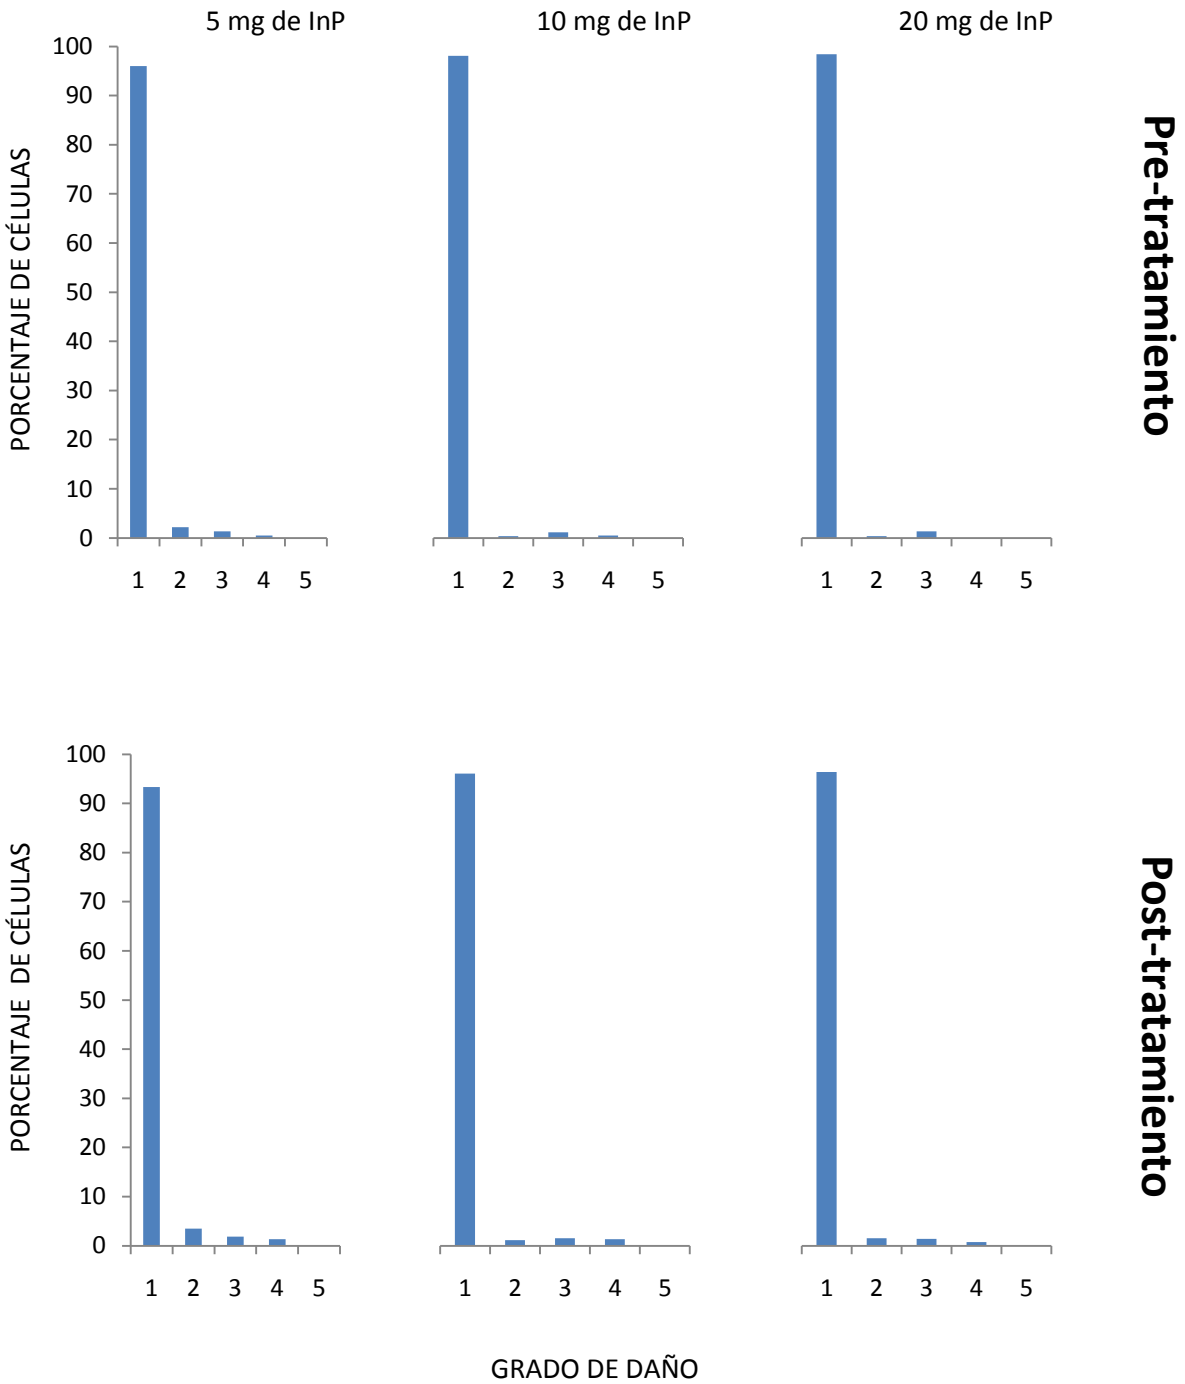 5 mg de InP
10 mg de InP
20 mg de InP
PORCENTAJE DE CÉLULAS
100
90
80
70
60
50
40
30
20
10
0
1 2 3 4 5
1 2 3 4 5
1 2 3 4 5
Pre-tratamiento
PORCENTAJE DE CÉLULAS
100
90
80
70
60
50
40
30
20
10
0
1 2 3 4 5
1 2 3 4 5
1 2 3 4 5
Post-tratamiento
GRADO DE DAÑO